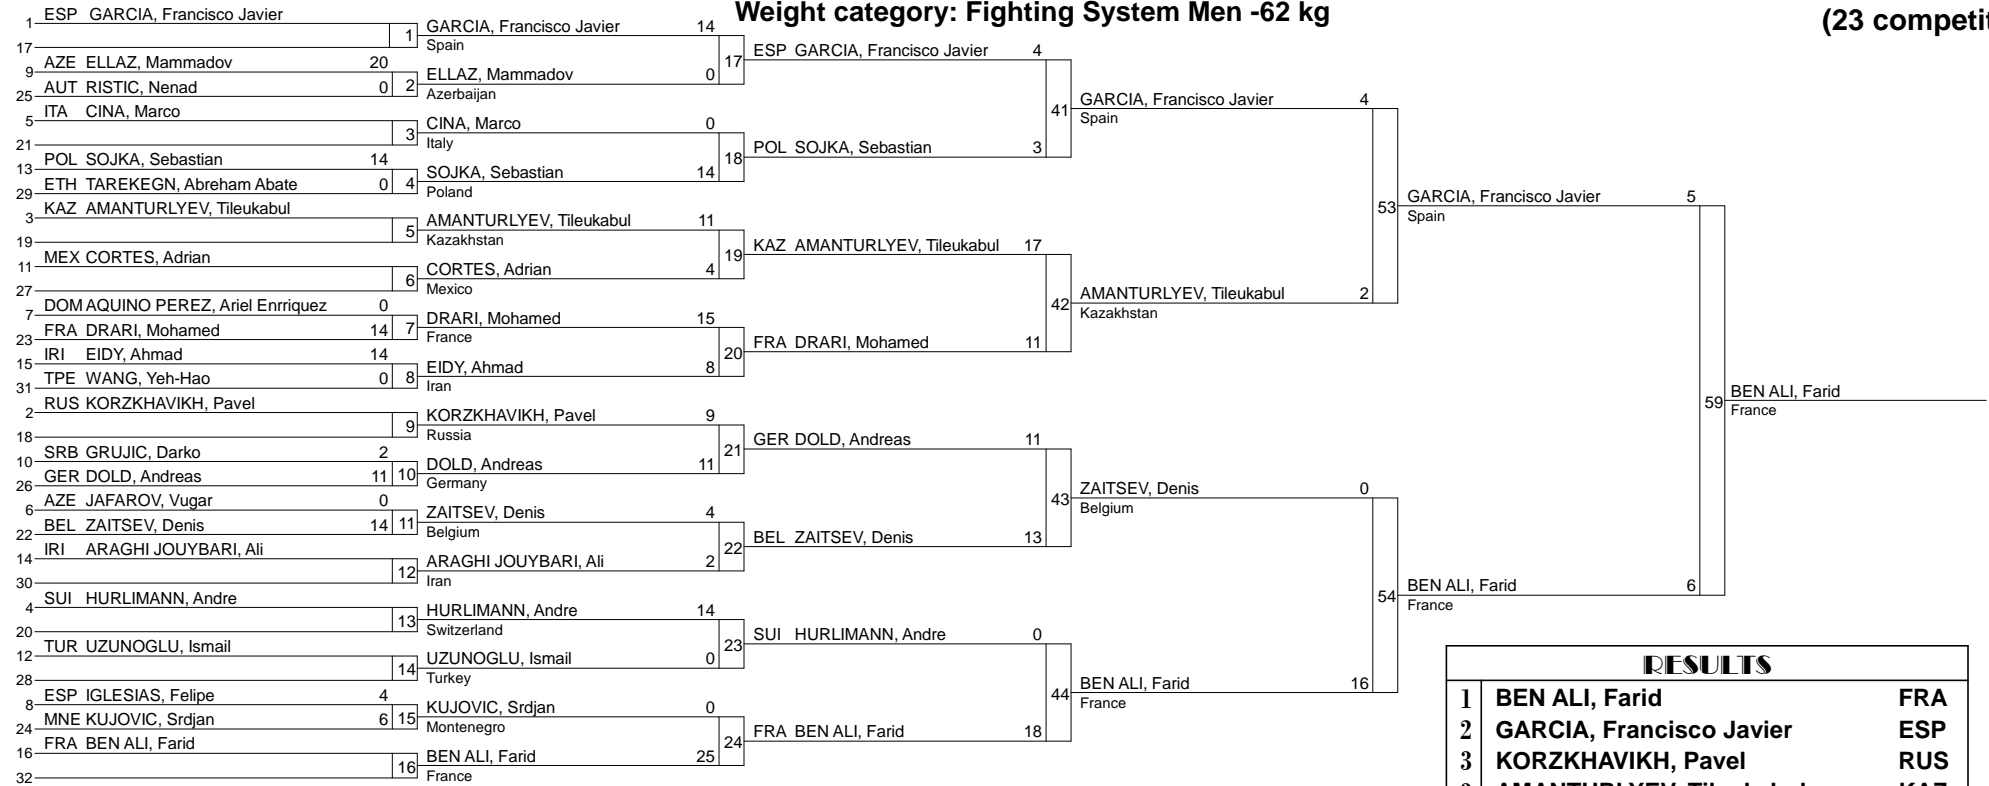 Weight category: Fighting System Men -62 kg
(23 competit
1 ESP GARCIA, Francisco Javier
17
1
9 AZE ELLAZ, Mammadov 20
25 AUT RISTIC, Nenad 0
2
5 ITA CINA, Marco
21
3
13 POL SOJKA, Sebastian 14
29 ETH TAREKEGN, Abreham Abate 0
4
3 KAZ AMANTURLYEV, Tileukabul
19
5
11 MEX CORTES, Adrian
27
6
7 DOM AQUINO PEREZ, Ariel Enrriquez 0
23 FRA DRARI, Mohamed 14
7
15 IRI EIDY, Ahmad 14
31 TPE WANG, Yeh-Hao 0
8
2 RUS KORZKHAVIKH, Pavel
18
9
10 SRB GRUJIC, Darko 2
26 GER DOLD, Andreas 11
10
6 AZE JAFAROV, Vugar 0
22 BEL ZAITSEV, Denis 14
11
14 IRI ARAGHI JOUYBARI, Ali
30
12
4 SUI HURLIMANN, Andre
20
13
12 TUR UZUNOGLU, Ismail
28
14
8 ESP IGLESIAS, Felipe 4
24 MNE KUJOVIC, Srdjan 6
15
16 FRA BEN ALI, Farid
32
16
GARCIA, Francisco Javier 14
Spain
17
ELLAZ, Mammadov 0
Azerbaijan
CINA, Marco 0
Italy
18
SOJKA, Sebastian 14
Poland
AMANTURLYEV, Tileukabul 11
Kazakhstan
19
CORTES, Adrian 4
Mexico
DRARI, Mohamed 15
France
20
EIDY, Ahmad 8
Iran
KORZKHAVIKH, Pavel 9
Russia
21
DOLD, Andreas 11
Germany
ZAITSEV, Denis 4
Belgium
22
ARAGHI JOUYBARI, Ali 2
Iran
HURLIMANN, Andre 14
Switzerland
23
UZUNOGLU, Ismail 0
Turkey
KUJOVIC, Srdjan 0
Montenegro
24
BEN ALI, Farid 25
France
ESP GARCIA, Francisco Javier 4
41
POL SOJKA, Sebastian 3
KAZ AMANTURLYEV, Tileukabul 17
42
FRA DRARI, Mohamed 11
GER DOLD, Andreas 11
43
BEL ZAITSEV, Denis 13
SUI HURLIMANN, Andre 0
44
FRA BEN ALI, Farid 18
GARCIA, Francisco Javier 4
Spain
53
AMANTURLYEV, Tileukabul 2
Kazakhstan
ZAITSEV, Denis 0
Belgium
54
BEN ALI, Farid 16
France
GARCIA, Francisco Javier 5
Spain
59
BEN ALI, Farid 6
France
BEN ALI, Farid
France
RESULTS
1 BEN ALI, Farid FRA
2 GARCIA, Francisco Javier ESP
3 KORZKHAVIKH, Pavel RUS
3 AMANTURLYEV, Tileukabul KAZ